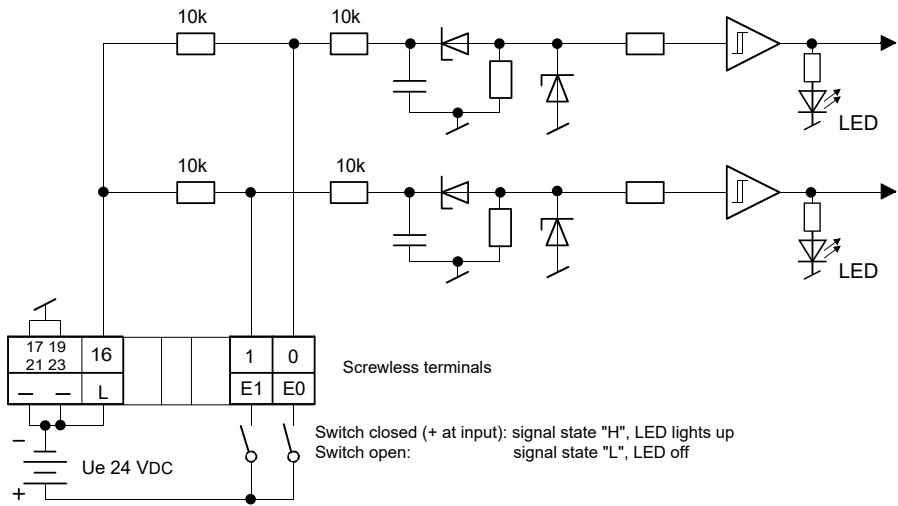 10k
10k
LED
10k
10k
LED
17 19
21 23
16
1
0
– –
L
E1
E0
Screwless terminals
Switch closed (+ at input): signal state "H", LED lights up
Switch open: signal state "L", LED off
–
Ue 24 VDC
+